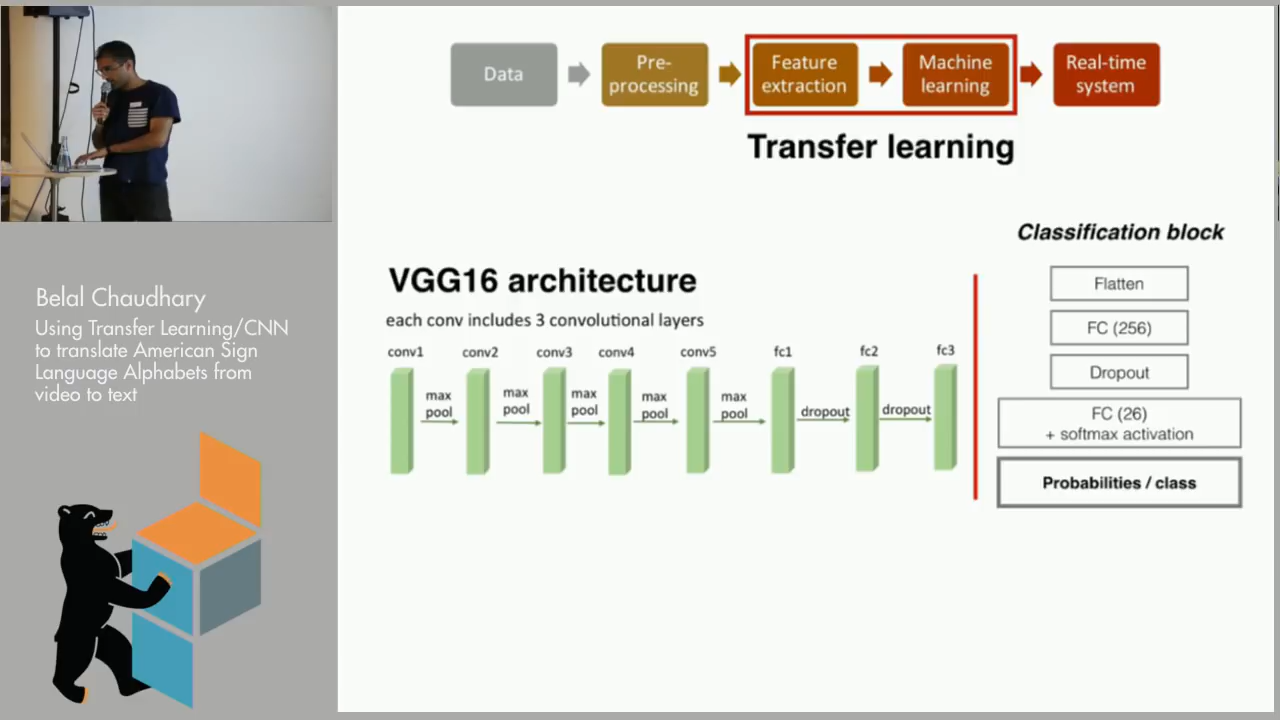 Data
Pre-
processing
Feature
extraction
Machine
learning
Real-time
system
Transfer learning
Classification block
Flatten
FC (256)
Dropout
FC (26)
+ softmax activation
Probabilities / class
VGG16 architecture
each conv includes 3 convolutional layers
conv1
conv2
conv3
conv4
conv5
fc1
fc2
fc3
max
pool
max
pool
max
pool
max
pool
max
pool
dropout
dropout
Belal Chaudhary
Using Transfer Learning/CNN
to translate American Sign
Language Alphabets from
video to text